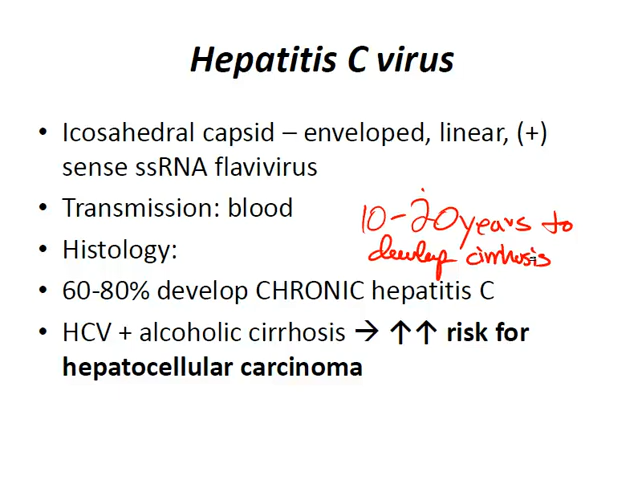 Hepatitis C virus
• Icosahedral capsid – enveloped, linear, (+)
sense ssRNA flavivirus
• Transmission: blood
10-20 years to
develop cirrhosis
• Histology:
• 60-80% develop CHRONIC hepatitis C
• HCV + alcoholic cirrhosis → ↑↑ risk for
hepatocellular carcinoma